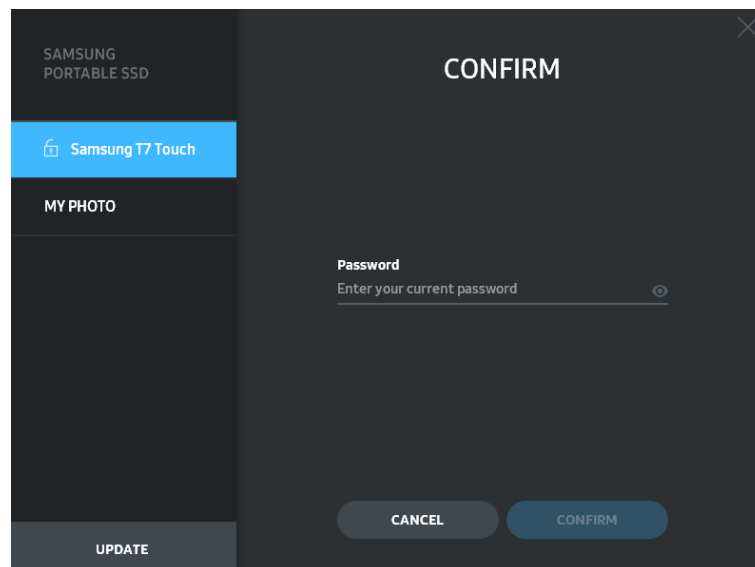 SAMSUNG
PORTABLE SSD
Samsung T7 Touch
MY PHOTO
UPDATE
CONFIRM
Password
Enter your current password
CANCEL
CONFIRM